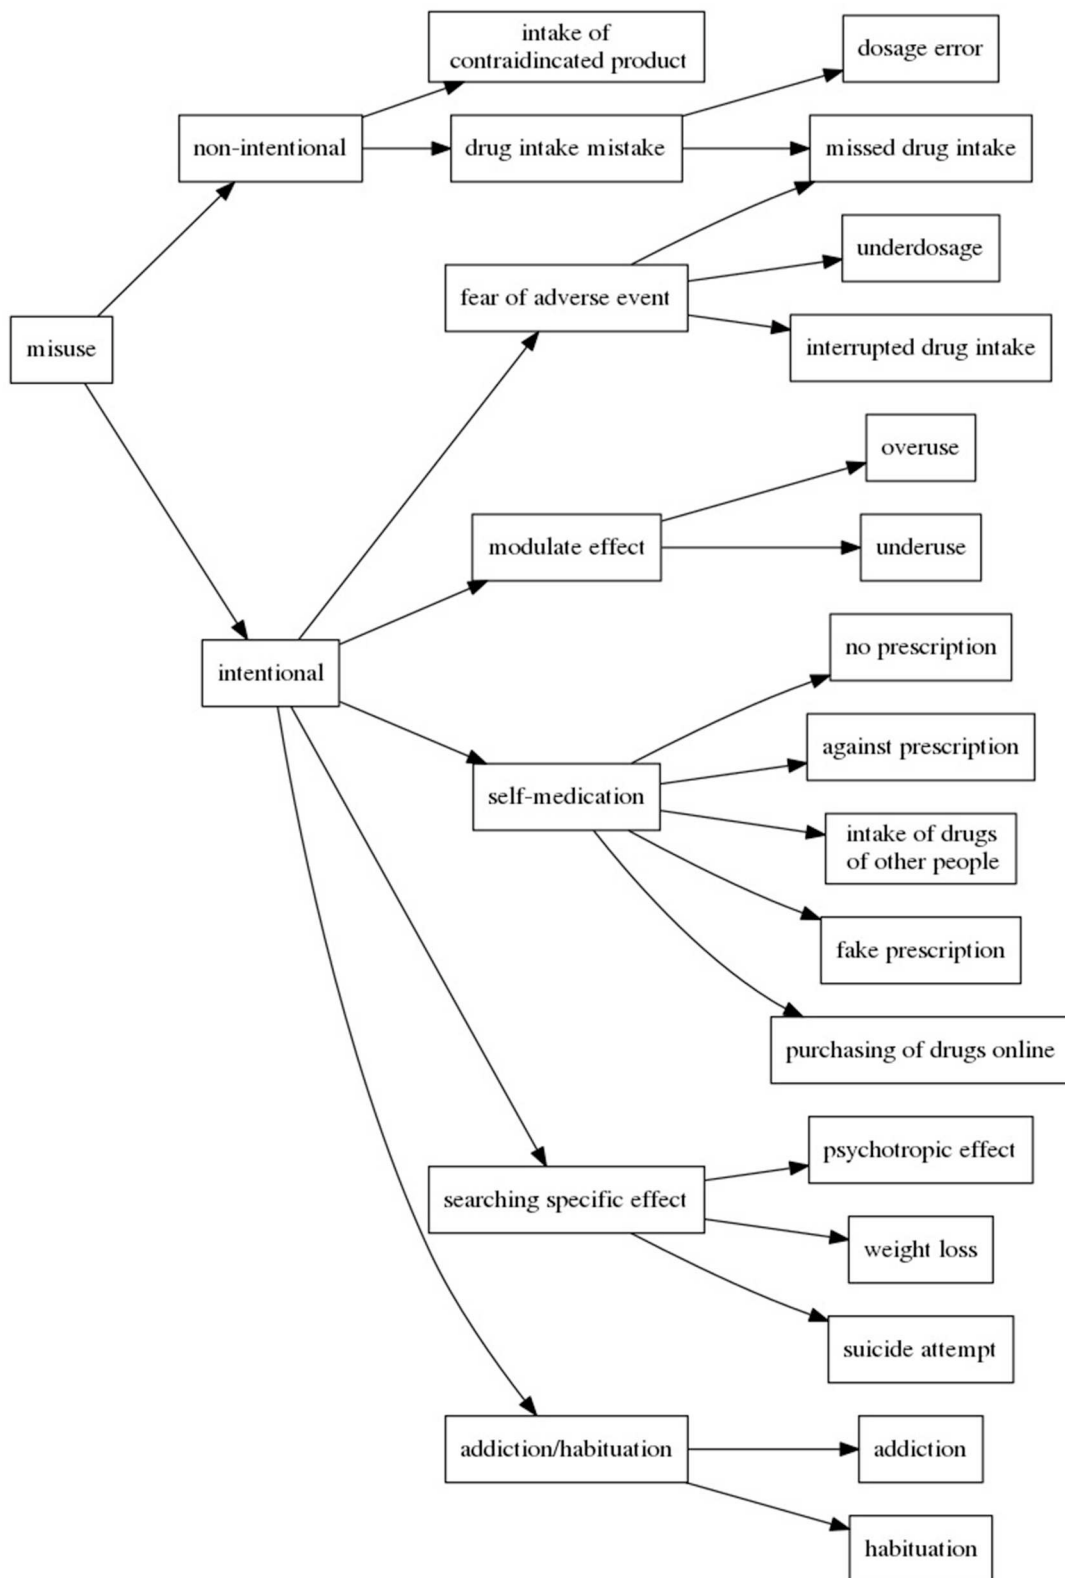 intake of
contraidincated product
dosage error
non-intentional
drug intake mistake
missed drug intake
underdosage
fear of adverse event
misuse
interrupted drug intake
overuse
modulate effect
underuse
no prescription
intentional
against prescription
self-medication
intake of drugs
of other people
fake prescription
purchasing of drugs online
psychotropic effect
searching specific effect
weight loss
suicide attempt
addiction/habituation
addiction
habituation